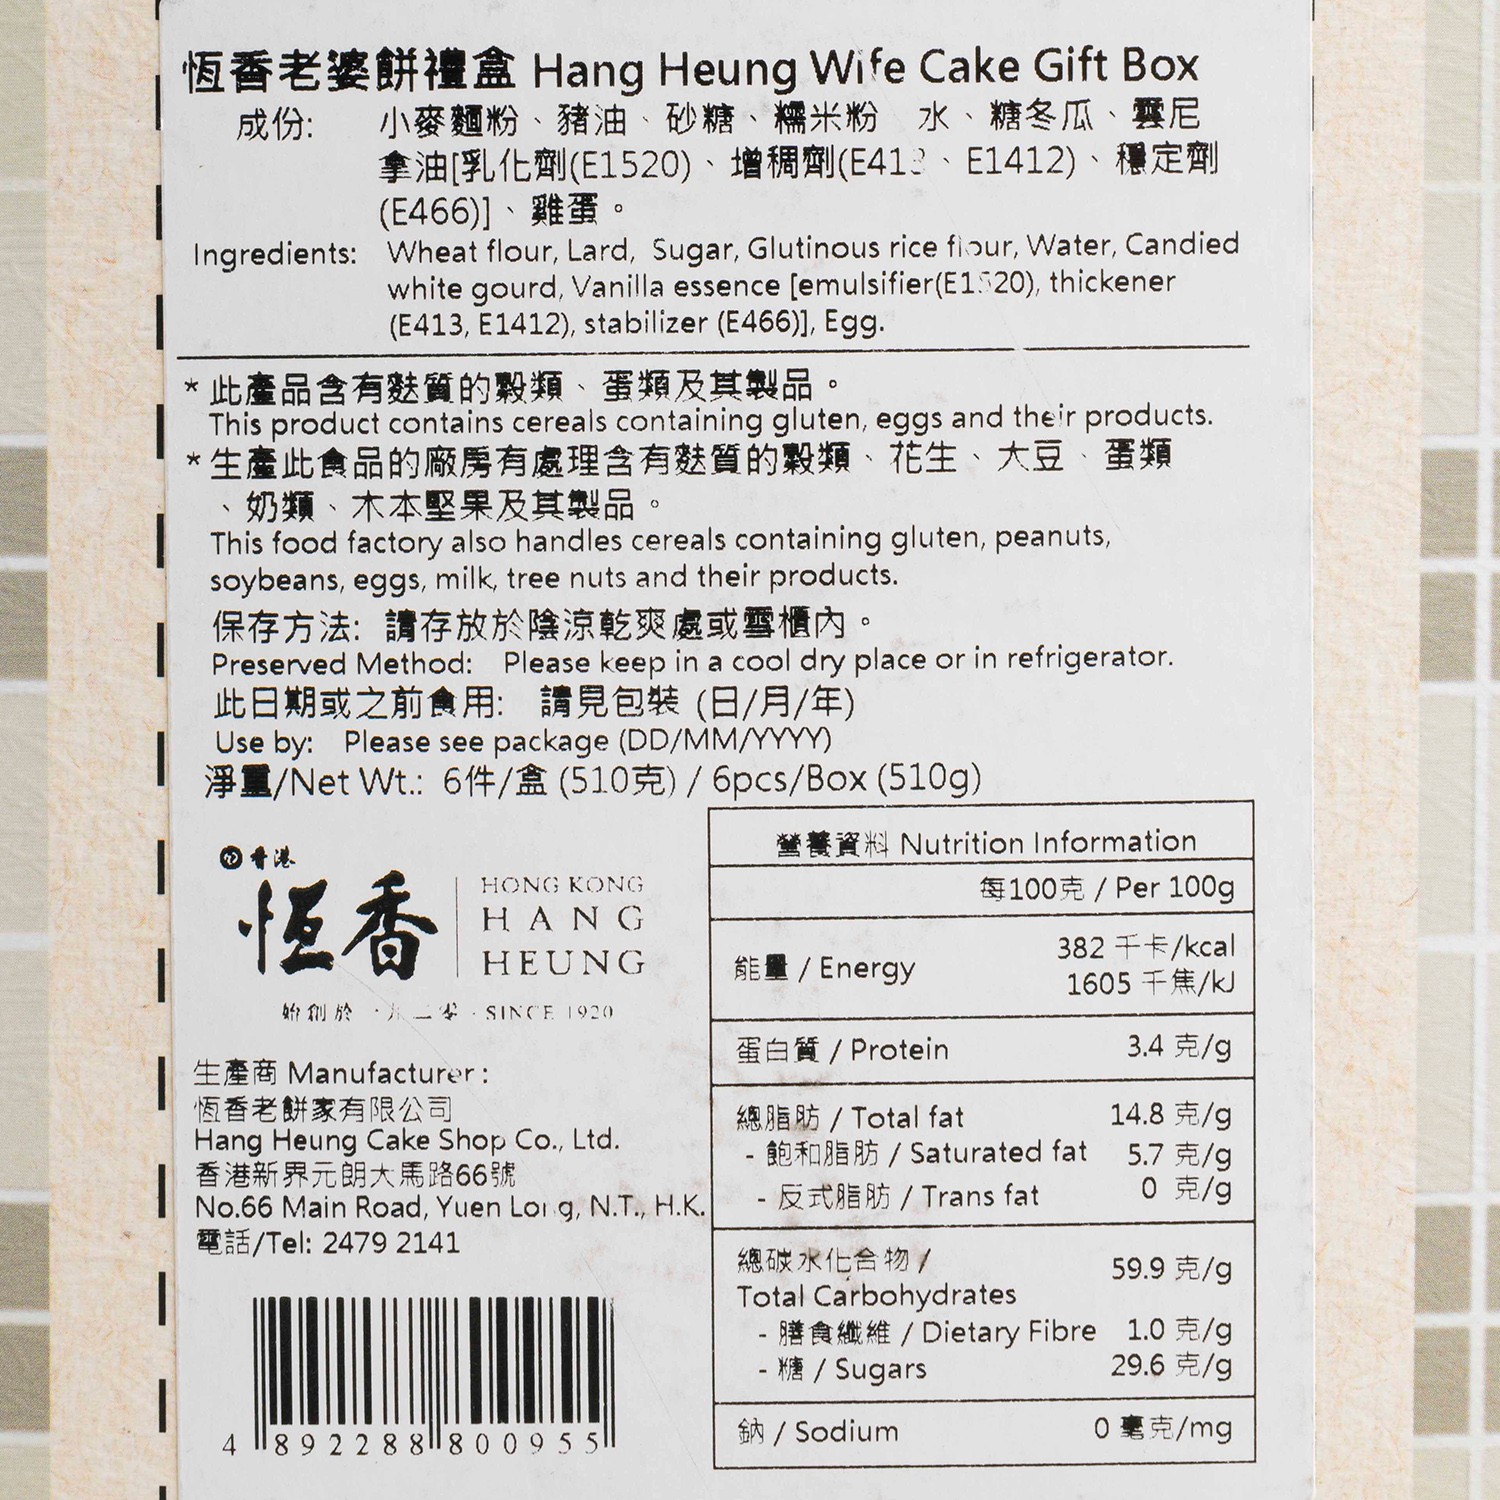 恆香老婆餅禮盒 Hang Heung Wife Cake Gift Box
成份: 小麥麵粉、豬油、砂糖、糯米粉 水、糖冬瓜、雲尼
拿油[乳化劑(E1520)、增稠劑(E413、E1412)、穩定劑
(E466)]、雞蛋。
Ingredients: Wheat flour, Lard, Sugar, Glutinous rice flour, Water, Candied
white gourd, Vanilla essence [emulsifier(E1520), thickener
(E413, E1412), stabilizer (E466)], Egg.
* 此產品含有麩質的穀類、蛋類及其製品。
This product contains cereals containing gluten, eggs and their products.
* 生產此食品的廠房有處理含有麩質的穀類、花生、大豆、蛋類
、奶類、木本堅果及其製品。
This food factory also handles cereals containing gluten, peanuts,
soybeans, eggs, milk, tree nuts and their products.
保存方法: 請存放於陰涼乾爽處或雪櫃內。
Preserved Method: Please keep in a cool dry place or in refrigerator.
此日期或之前食用: 請見包裝 (日/月/年)
Use by: Please see package (DD/MM/YYYY)
淨重/Net Wt.: 6件/盒 (510克) / 6pcs/Box (510g)
香港
恆香
HONG KONG
HANG
HEUNG
始創於一九二零 · SINCE 1920
生產商 Manufacturer :
恆香老餅家有限公司
Hang Heung Cake Shop Co., Ltd.
香港新界元朗大馬路66號
No.66 Main Road, Yuen Long, N.T., H.K.
電話/Tel: 2479 2141
4 892288 800955
營養資料 Nutrition Information
每100克 / Per 100g
能量 / Energy 382 千卡/kcal
1605 千焦/kJ
蛋白質 / Protein 3.4 克/g
總脂肪 / Total fat 14.8 克/g
- 飽和脂肪 / Saturated fat 5.7 克/g
- 反式脂肪 / Trans fat 0 克/g
總碳水化合物 /
Total Carbohydrates 59.9 克/g
- 膳食纖維 / Dietary Fibre 1.0 克/g
- 糖 / Sugars 29.6 克/g
鈉 / Sodium 0 毫克/mg